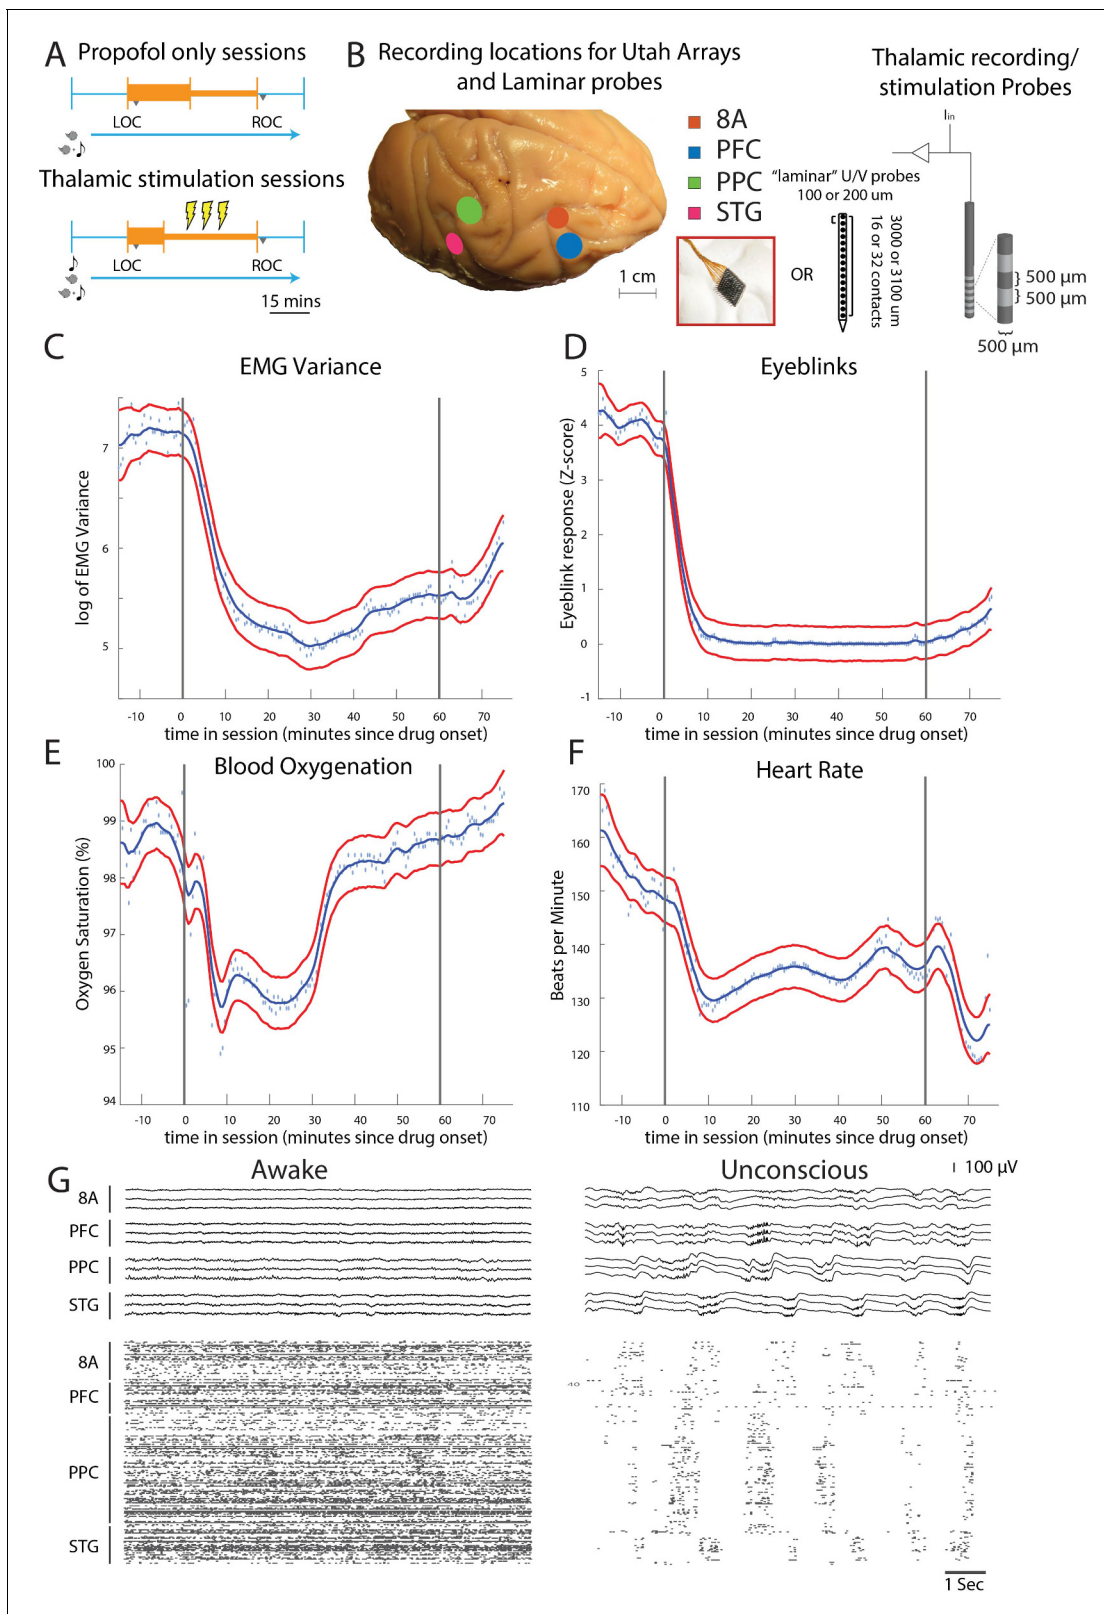 A
Propofol only sessions
LOC
ROC
Thalamic stimulation sessions
LOC
ROC
15 mins
B
Recording locations for Utah Arrays
and Laminar probes
8A
PFC
PPC
STG
1 cm
OR
"laminar" U/V probes
100 or 200 um
3000 or 3100 um
16 or 32 contacts
Thalamic recording/
stimulation Probes
Iin
500 µm
500 µm
500 µm
C
EMG Variance
log of EMG Variance
7
6
5
-10 0 10 20 30 40 50 60 70
time in session (minutes since drug onset)
D
Eyeblinks
Eyeblink response (Z-score)
5
4
3
2
1
0
-1
-10 0 10 20 30 40 50 60 70
time in session (minutes since drug onset)
E
Blood Oxygenation
Oxygen Saturation (%)
100
99
98
97
96
95
94
-10 0 10 20 30 40 50 60 70
time in session (minutes since drug onset)
F
Heart Rate
Beats per Minute
170
160
150
140
130
120
110
-10 0 10 20 30 40 50 60 70
time in session (minutes since drug onset)
G
Awake
Unconscious
100 µV
8A
PFC
PPC
STG
8A
PFC
PPC
STG
1 Sec